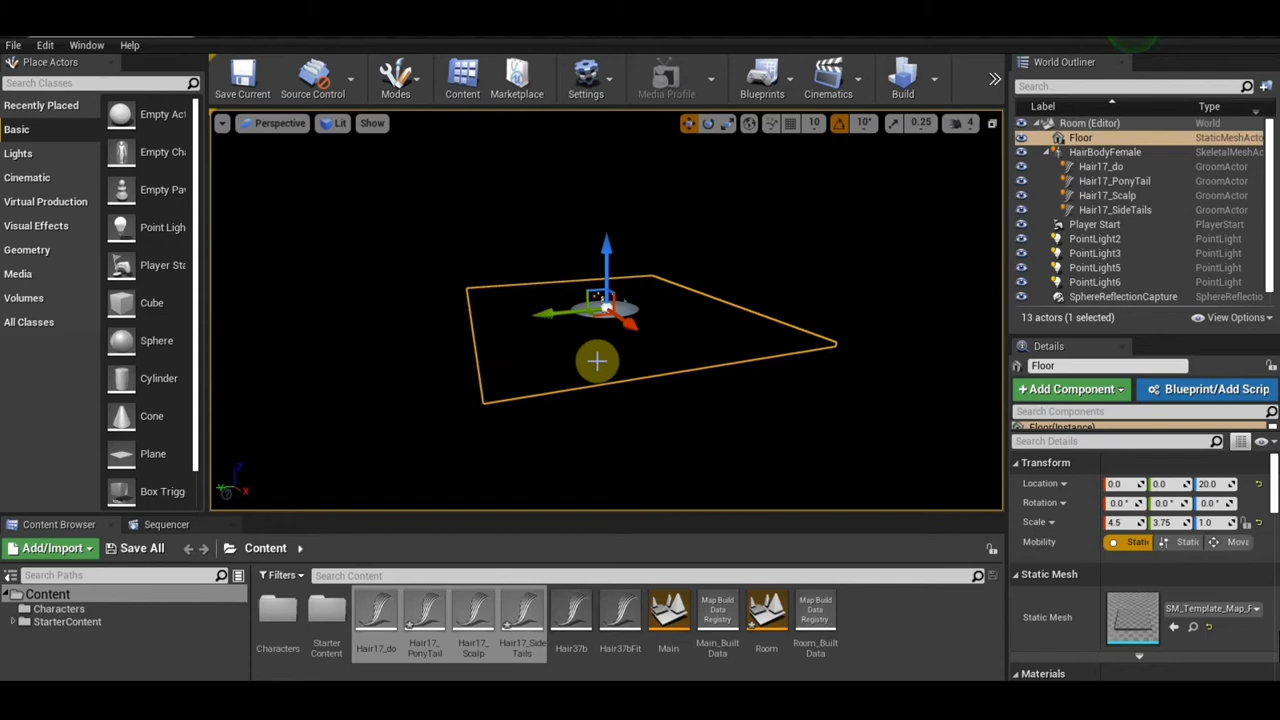 File Edit Window Help
Place Actors
Search Classes
Recently Placed
Basic
Lights
Cinematic
Virtual Production
Visual Effects
Geometry
Media
Volumes
All Classes
Empty Act
Empty Cha
Empty Pa
Point Ligh
Player Sta
Cube
Sphere
Cylinder
Cone
Plane
Box Trigg
Save Current
Source Control
Modes
Content
Marketplace
Settings
Media Profile
Blueprints
Cinematics
Build
Perspective
Lit
Show
10
10°
0.25
4
World Outliner
Search...
Label Type
Room (Editor) World
Floor StaticMeshActo
HairBodyFemale SkeletalMeshAc
Hair17_do GroomActor
Hair17_PonyTail GroomActor
Hair17_Scalp GroomActor
Hair17_SideTails GroomActor
Player Start PlayerStart
PointLight2 PointLight
PointLight3 PointLight
PointLight5 PointLight
PointLight6 PointLight
SphereReflectionCapture SphereReflectio
13 actors (1 selected) View Options
Details
Floor
+Add Component Blueprint/Add Scrip
Search Components
Floor(Instance)
Search Details
Transform
Location 0.0 0.0 20.0
Rotation 0.0 ° 0.0 ° 0.0 °
Scale 4.5 3.75 1.0
Mobility Static Static Mova
Static Mesh
Static Mesh SM_Template_Map_F
Materials
Content Browser Sequencer
Add/Import Save All Content
Search Paths
Filters Search Content
Content
Characters
StarterContent
Characters
Starter Content
Hair17_do
Hair17_PonyTail
Hair17_Scalp
Hair17_Side Tails
Hair37b
Hair37bFit
Main
Map Build Data Registry
Main_Built Data
Room
Map Build Data Registry
Room_Built Data
X